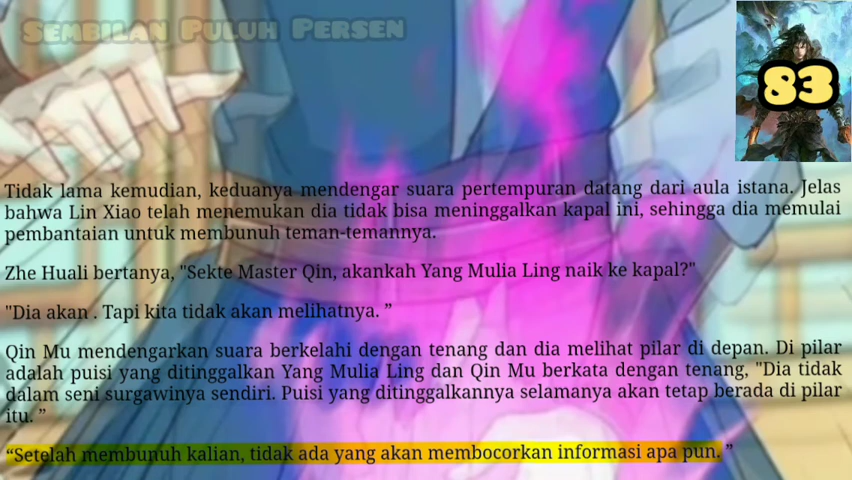 SEMBILAN PULUH PERSEN
83
Tidak lama kemudian, keduanya mendengar suara pertempuran datang dari aula istana. Jelas
bahwa Lin Xiao telah menemukan dia tidak bisa meninggalkan kapal ini, sehingga dia memulai
pembantaian untuk membunuh teman-temannya.
Zhe Huali bertanya, "Sekte Master Qin, akankah Yang Mulia Ling naik ke kapal?"
"Dia akan . Tapi kita tidak akan melihatnya. ”
Qin Mu mendengarkan suara berkelahi dengan tenang dan dia melihat pilar di depan. Di pilar
adalah puisi yang ditinggalkan Yang Mulia Ling dan Qin Mu berkata dengan tenang, "Dia tidak
dalam seni surgawinya sendiri. Puisi yang ditinggalkannya selamanya akan tetap berada di pilar
itu. ”
“Setelah membunuh kalian, tidak ada yang akan membocorkan informasi apa pun. ”